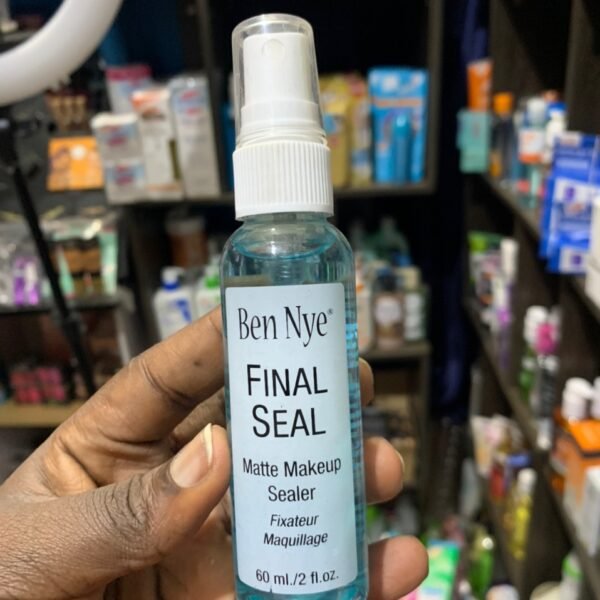 Ben Nye®
FINAL
SEAL
Matte Makeup
Sealer
Fixateur
Maquillage
60 ml./2 fl.oz.